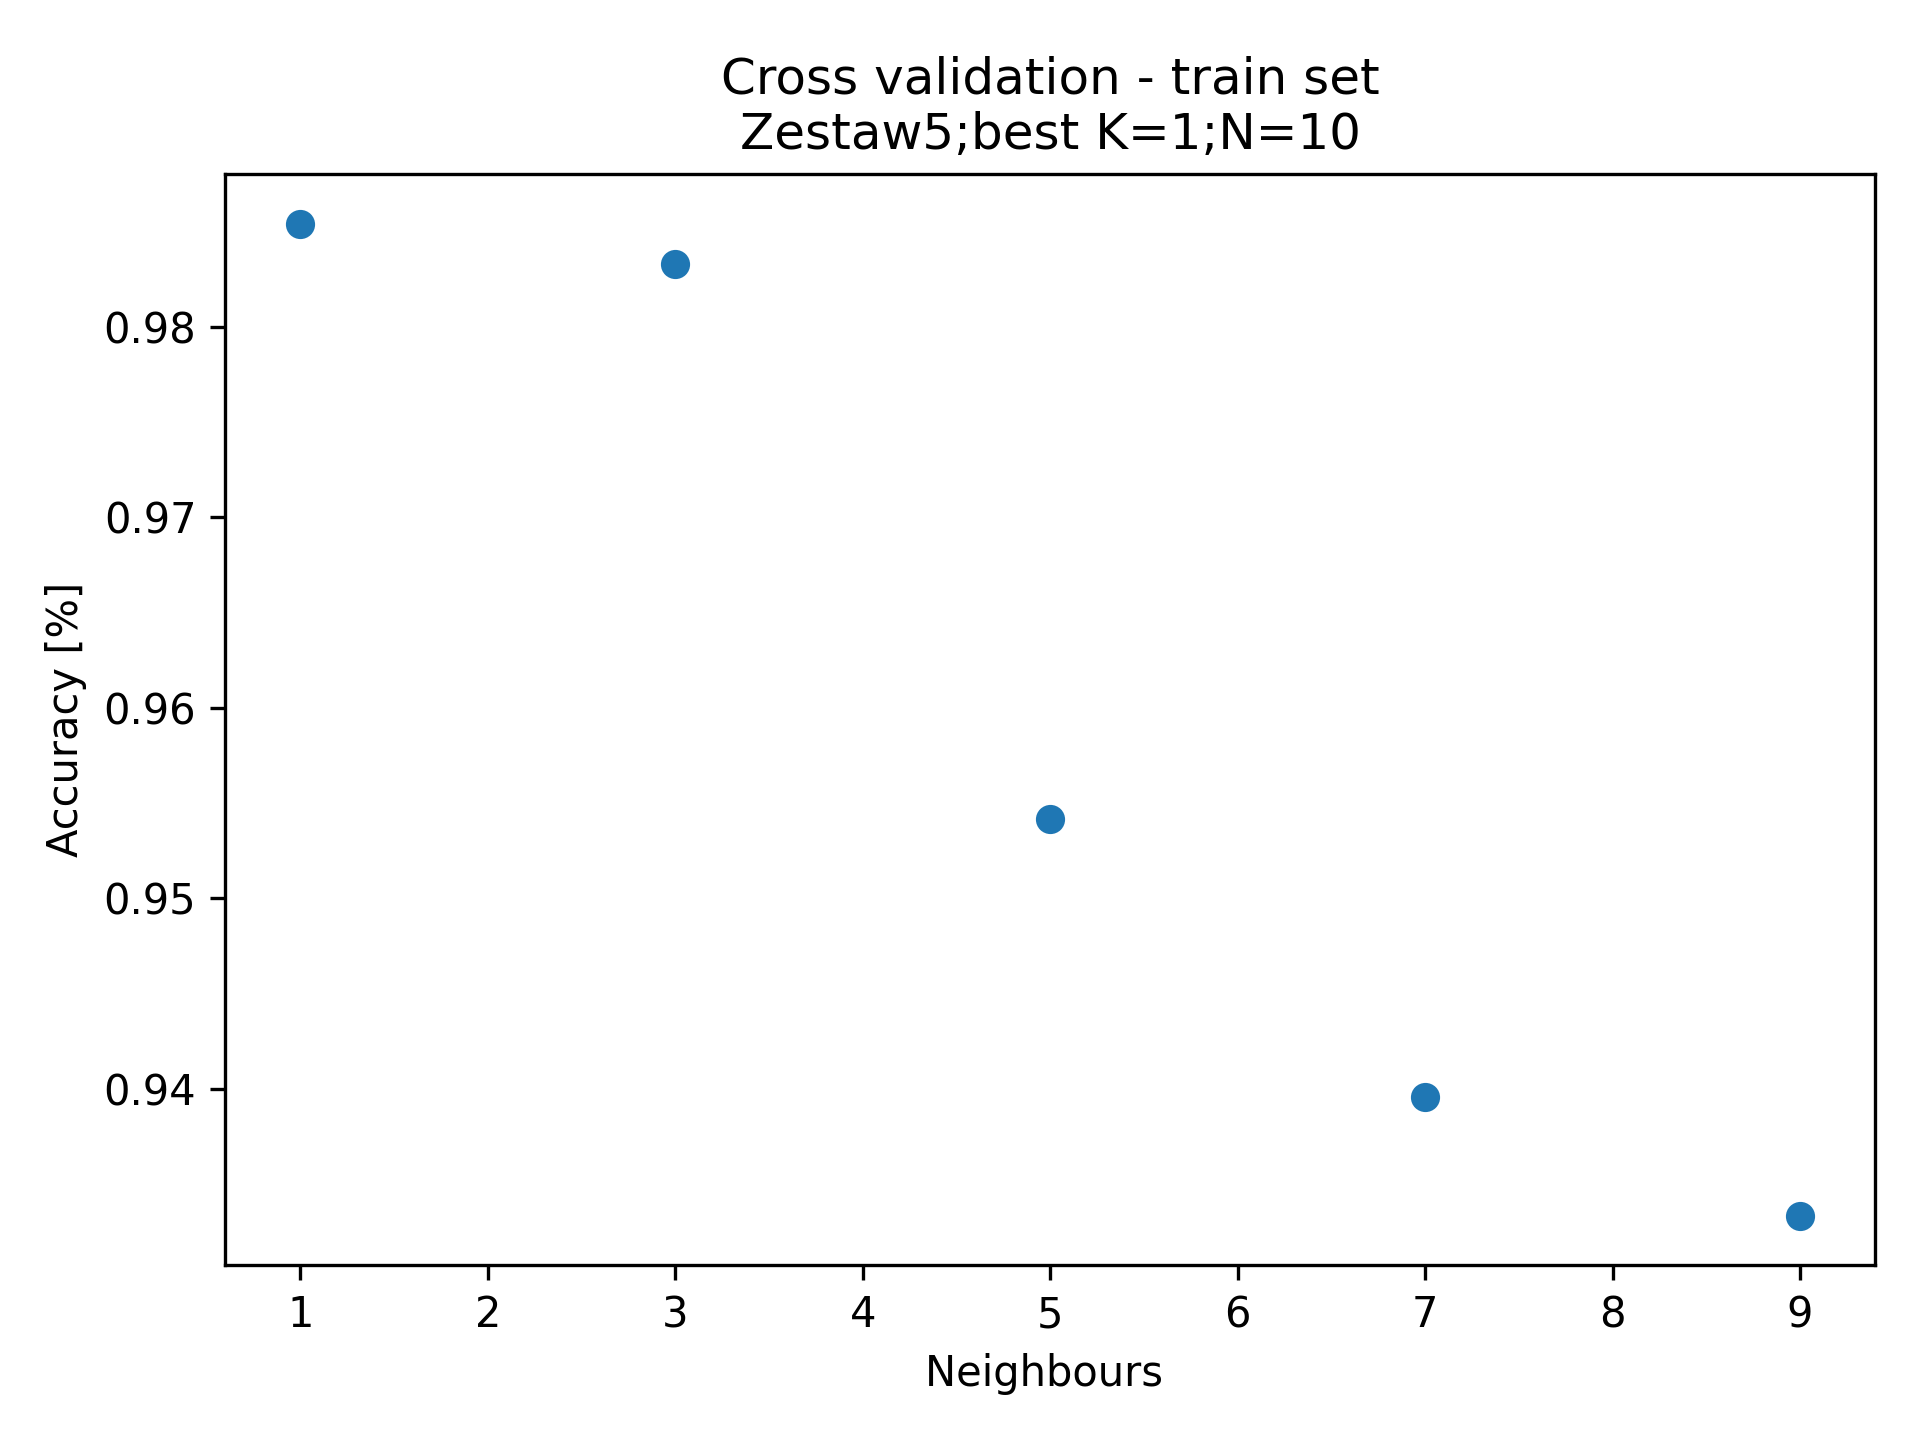 Cross validation - train set
Zestaw5;best K=1;N=10
Accuracy [%]
0.98
0.97
0.96
0.95
0.94
1 2 3 4 5 6 7 8 9
Neighbours